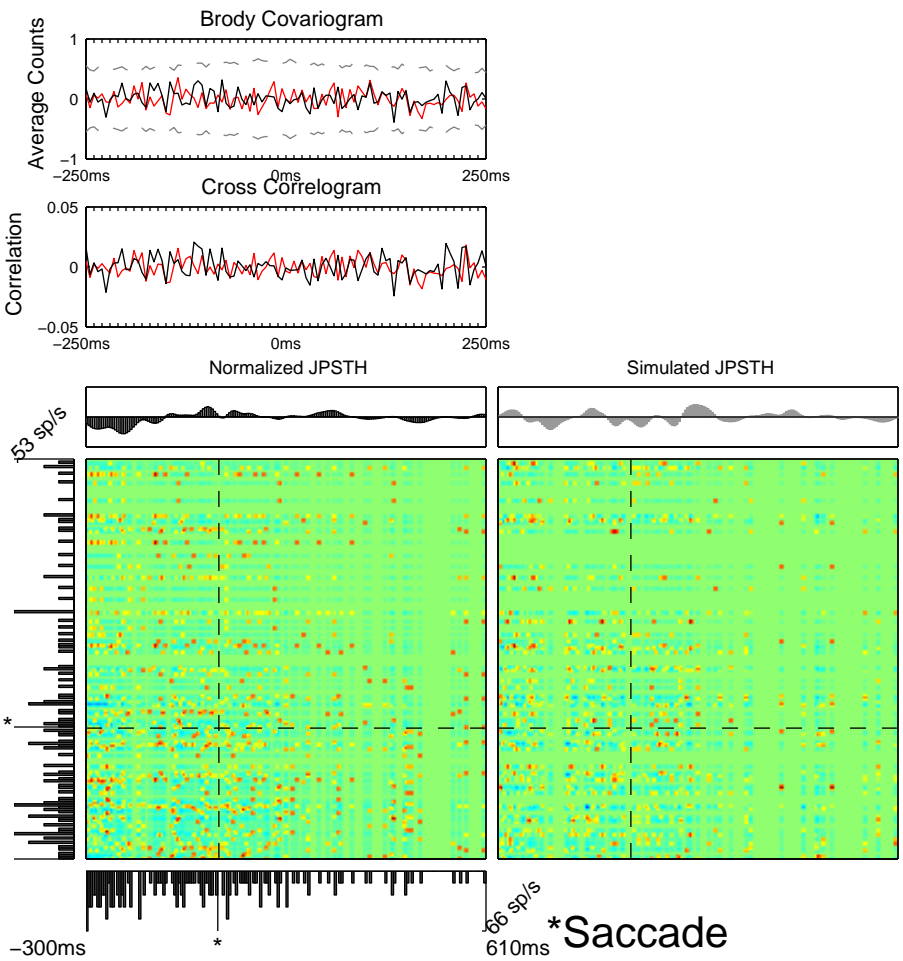 Brody Covariogram
Average Counts
1
0
−1
−250ms
0ms
250ms
Cross Correlogram
Correlation
0.05
0
−0.05
−250ms
0ms
250ms
Normalized JPSTH
Simulated JPSTH
53 sp/s
*
66 sp/s
−300ms
*
610ms
*Saccade